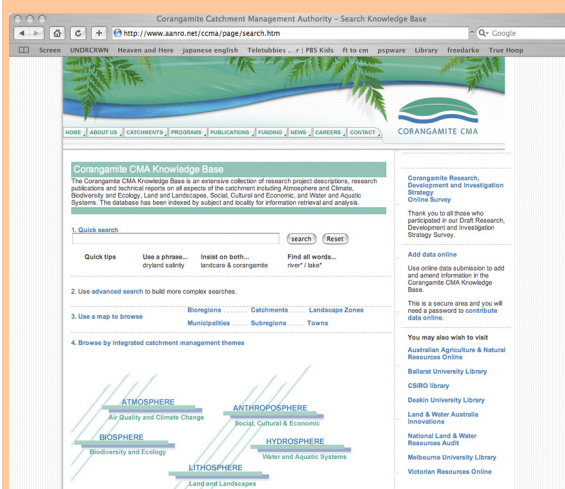 Corangamite Catchment Management Authority – Search Knowledge Base
http://www.aanro.net/ccma/page/search.htm
Google
Screen UNDRCRWN Heaven and Here japanese english Teletubbies ....r | PBS Kids ft to cm pspware Library freedarko True Hoop
HOME ABOUT US CATCHMENTS PROGRAMS PUBLICATIONS FUNDING NEWS CAREERS CONTACT
CORANGAMITE CMA
Corangamite CMA Knowledge Base
The Corangamite CMA Knowledge Base is an extensive collection of research project descriptions, research
publications and technical reports on all aspects of the catchment including Atmosphere and Climate,
Biodiversity and Ecology, Land and Landscapes, Social, Cultural and Economic, and Water and Aquatic
Systems. The database has been indexed by subject and locality for information retrieval and analysis.
1. Quick search
search Reset
Quick tips Use a phrase... Insist on both... Find all words...
dryland salinity landcare & corangamite river* / lake*
2. Use advanced search to build more complex searches.
3. Use a map to browse
Bioregions ........ Catchments ...... Landscape Zones
Municipalities ...... Subregions ...... Towns
4. Browse by integrated catchment management themes
ATMOSPHERE
Air Quality and Climate Change
ANTHROPOSPHERE
Social, Cultural & Economic
BIOSPHERE
Biodiversity and Ecology
HYDROSPHERE
Water and Aquatic Systems
LITHOSPHERE
Land and Landscapes
Corangamite Research,
Development and Investigation
Strategy
Online Survey
Thank you to all those who
participated in our Draft Research,
Development and Investigation
Strategy Survey.
Add data online
Use online data submission to add
and amend information in the
Corangamite CMA Knowledge
Base.
This is a secure area and you will
need a password to contribute
data online.
You may also wish to visit
Australian Agriculture & Natural
Resources Online
Ballarat University Library
CSIRO library
Deakin University Library
Land & Water Australia
Innovations
National Land & Water
Resources Audit
Melbourne University Library
Victorian Resources Online